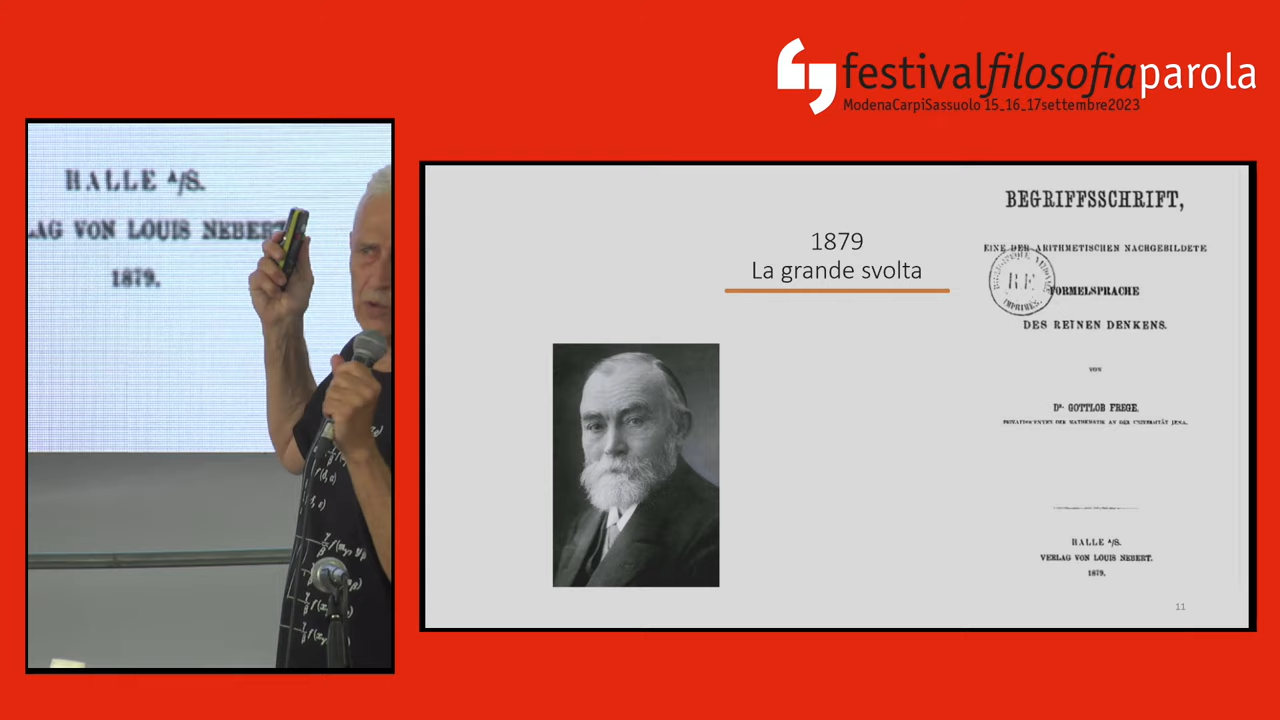 festivalfilosofiaparola
ModenaCarpiSassuolo 15_16_17settembre2023
HALLE A/S.
LAG VON LOUIS NEBERT
1879.
1879
La grande svolta
BEGRIFFSSCHRIFT,
EINE DER ARITHMETISCHEN NACHGEBILDETE
FORMELSPRACHE
DES REINEN DENKENS.
VON
DR. GOTTLOB FREGE,
PRIVATDOCENTEN DER MATHEMATIK AN DER UNIVERSITÄT JENA.
HALLE A/S.
VERLAG VON LOUIS NEBERT.
1879.
11